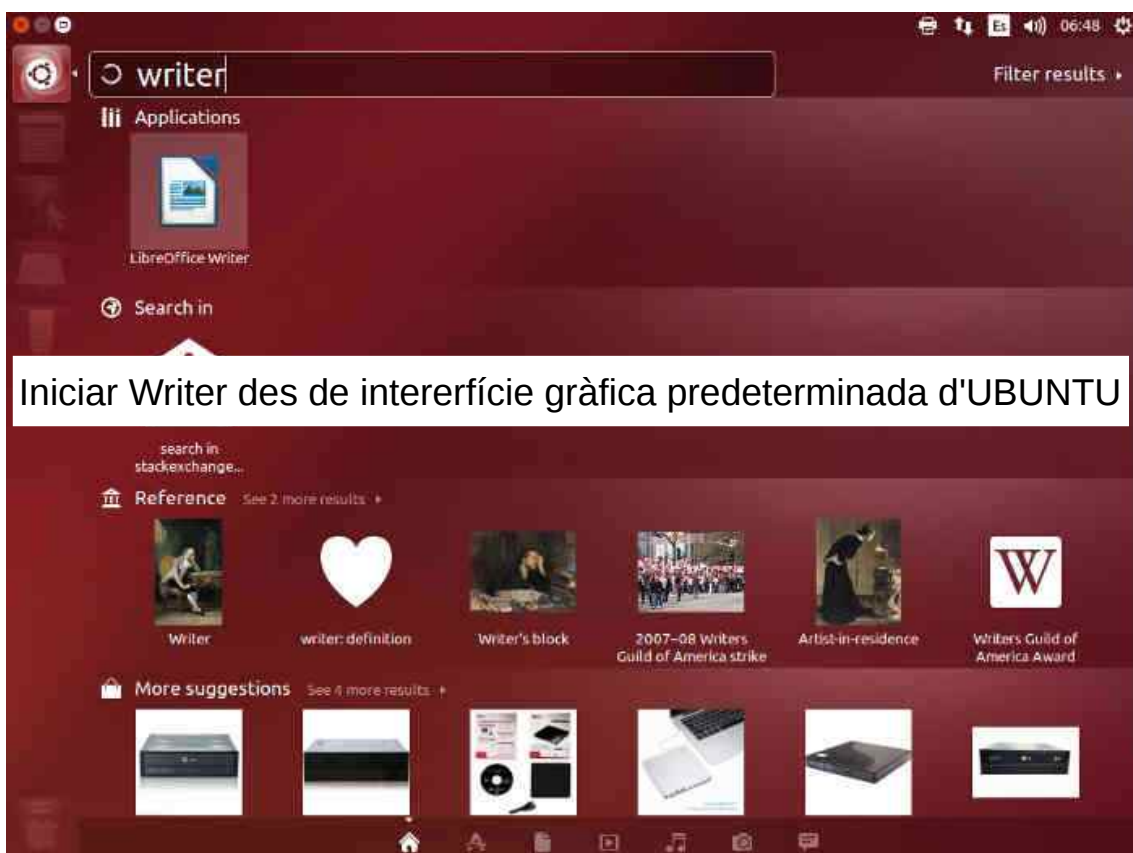 Es 06:48
writer
Filter results
Applications
LibreOffice Writer
Search in
Iniciar Writer des de intererfície gràfica predeterminada d'UBUNTU
search in
stackexchange...
Reference See 2 more results
Writer
writer: definition
Writer's block
2007–08 Writers
Guild of America strike
Artist-in-residence
W
Writers Guild of
America Award
More suggestions See 4 more results